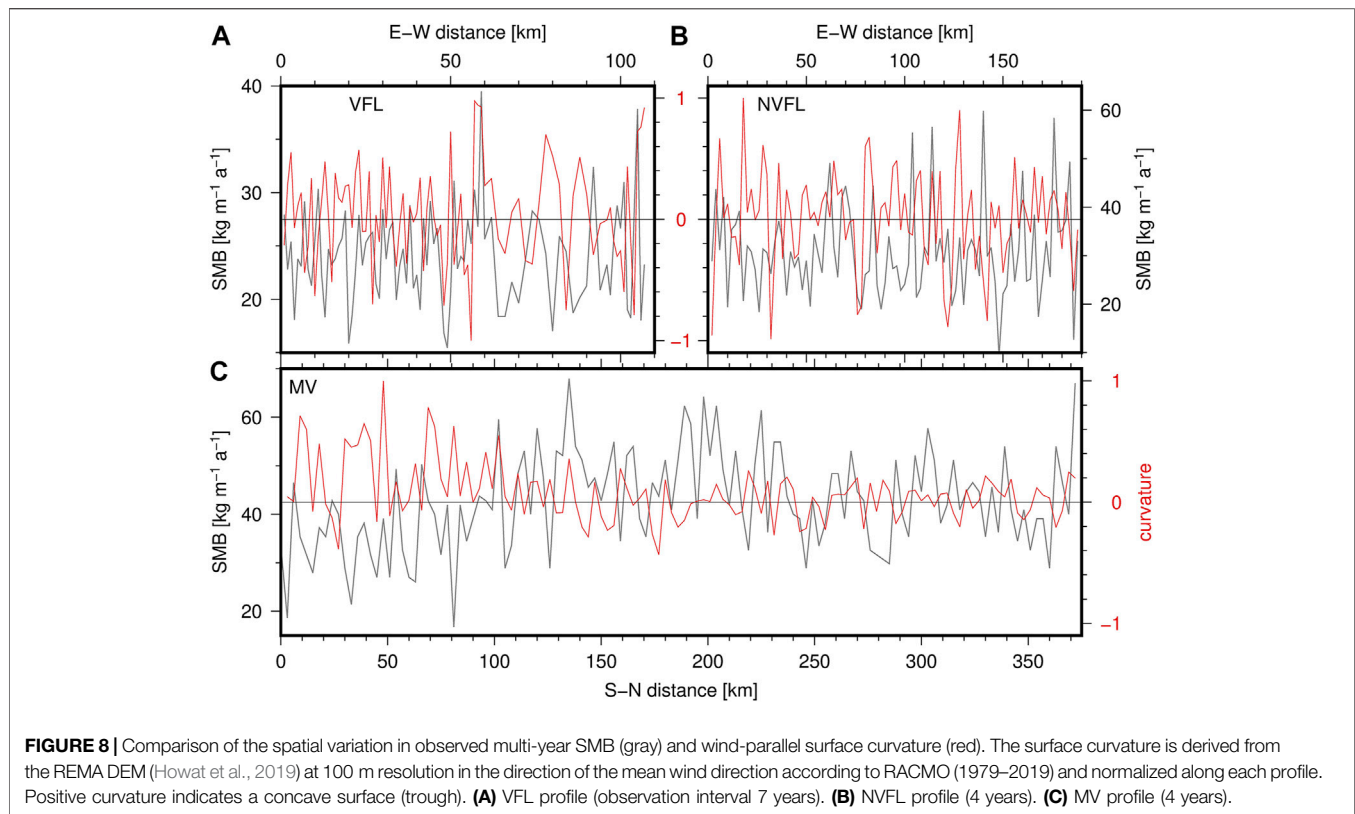 A
E−W distance [km]
0 50 100
B
E−W distance [km]
0 50 100 150
VFL
NVFL
40
30
20
SMB [kg m⁻¹ a⁻¹]
1
0
−1
60
40
20
SMB [kg m⁻¹ a⁻¹]
C
MV
60
40
20
SMB [kg m⁻¹ a⁻¹]
1
0
−1
curvature
0 50 100 150 200 250 300 350
S−N distance [km]
FIGURE 8 | Comparison of the spatial variation in observed multi-year SMB (gray) and wind-parallel surface curvature (red). The surface curvature is derived from
the REMA DEM (Howat et al., 2019) at 100 m resolution in the direction of the mean wind direction according to RACMO (1979–2019) and normalized along each profile.
Positive curvature indicates a concave surface (trough). (A) VFL profile (observation interval 7 years). (B) NVFL profile (4 years). (C) MV profile (4 years).